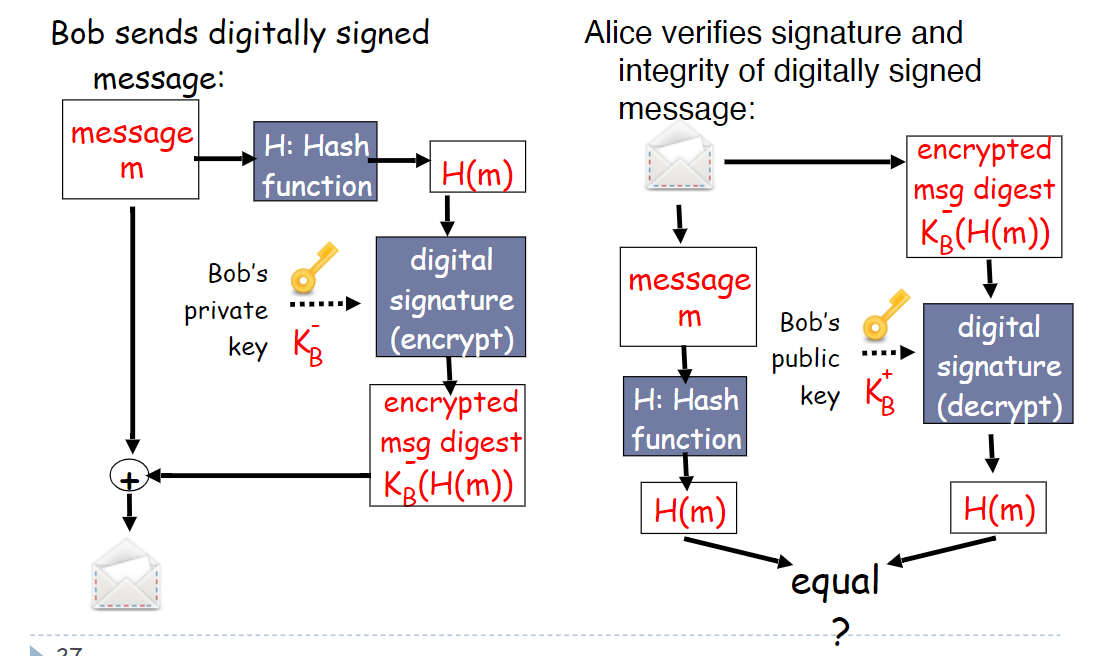 Bob sends digitally signed
message:
message
m
H: Hash
function
H(m)
Bob's
private
key
K_B^-
digital
signature
(encrypt)
encrypted
msg digest
K_B^-(H(m))
+
Alice verifies signature and
integrity of digitally signed
message:
encrypted
msg digest
K_B^-(H(m))
message
m
Bob's
public
key
K_B^+
digital
signature
(decrypt)
H: Hash
function
H(m)
H(m)
equal
?
27